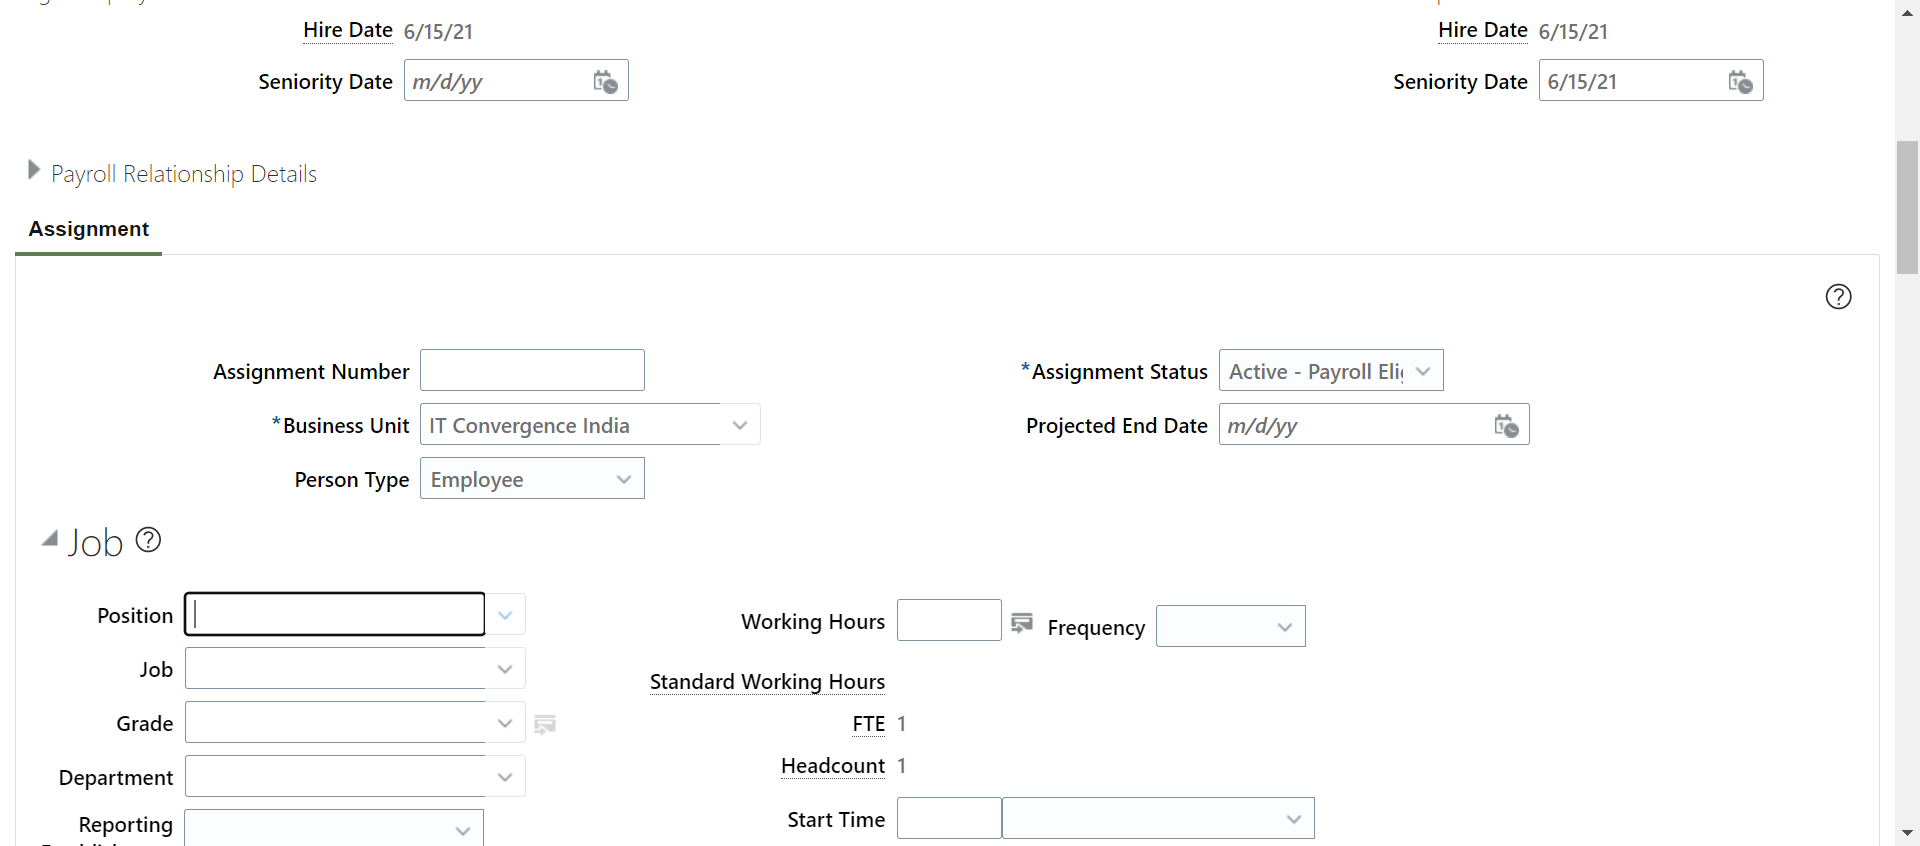 Hire Date 6/15/21 Hire Date 6/15/21
Seniority Date m/d/yy Seniority Date 6/15/21
Payroll Relationship Details
Assignment
Assignment Number *Assignment Status Active - Payroll Elig
*Business Unit IT Convergence India Projected End Date m/d/yy
Person Type Employee
Job
Position Working Hours Frequency
Job
Standard Working Hours
Grade FTE 1
Headcount 1
Department
Start Time
Reporting